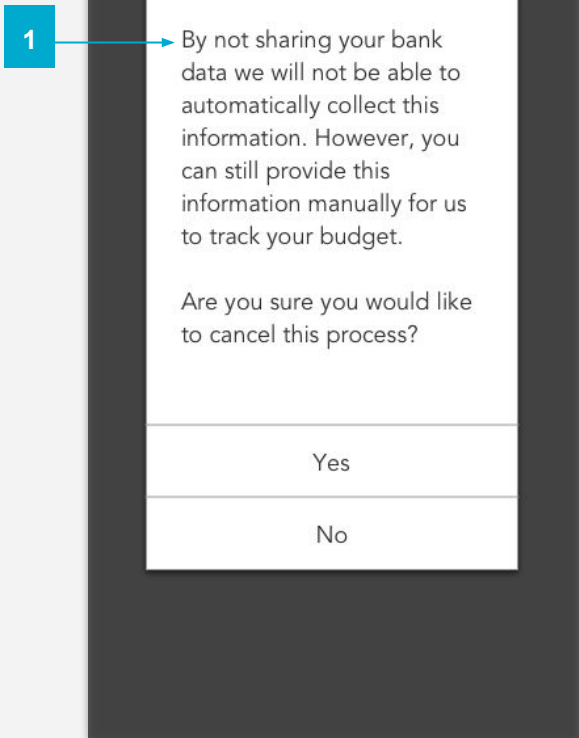 1
By not sharing your bank
data we will not be able to
automatically collect this
information. However, you
can still provide this
information manually for us
to track your budget.
Are you sure you would like
to cancel this process?
Yes
No